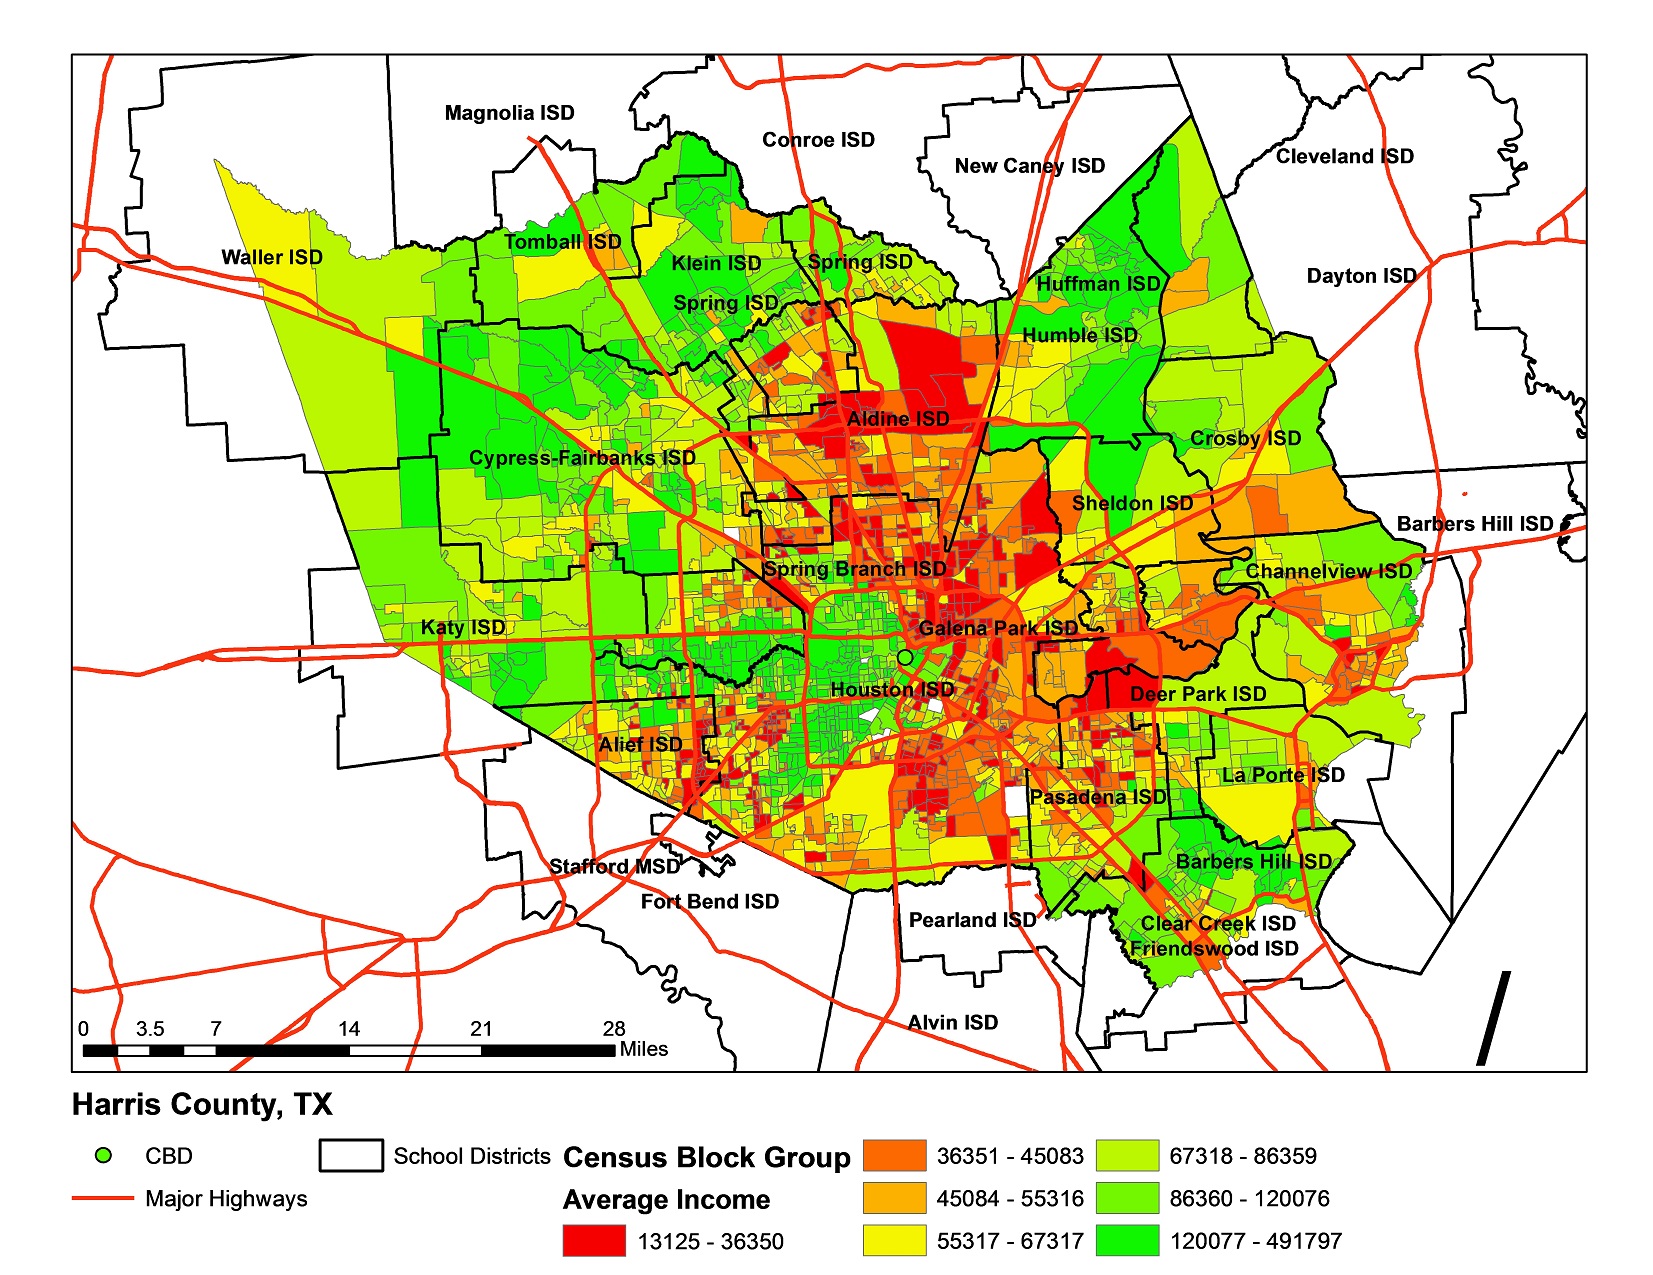 Magnolia ISD
Conroe ISD
New Caney ISD
Cleveland ISD
Waller ISD
Tomball ISD
Klein ISD
Spring ISD
Dayton ISD
Huffman ISD
Spring ISD
Humble ISD
Aldine ISD
Crosby ISD
Cypress-Fairbanks ISD
Sheldon ISD
Barbers Hill ISD
Spring Branch ISD
Channelview ISD
Katy ISD
Galena Park ISD
Houston ISD
Deer Park ISD
Alief ISD
La Porte ISD
Pasadena ISD
Stafford MSD
Barbers Hill ISD
Fort Bend ISD
Pearland ISD
Clear Creek ISD
Friendswood ISD
Alvin ISD
0 3.5 7 14 21 28
Miles
Harris County, TX
CBD
School Districts
Major Highways
Census Block Group
Average Income
13125 - 36350
36351 - 45083
45084 - 55316
55317 - 67317
67318 - 86359
86360 - 120076
120077 - 491797